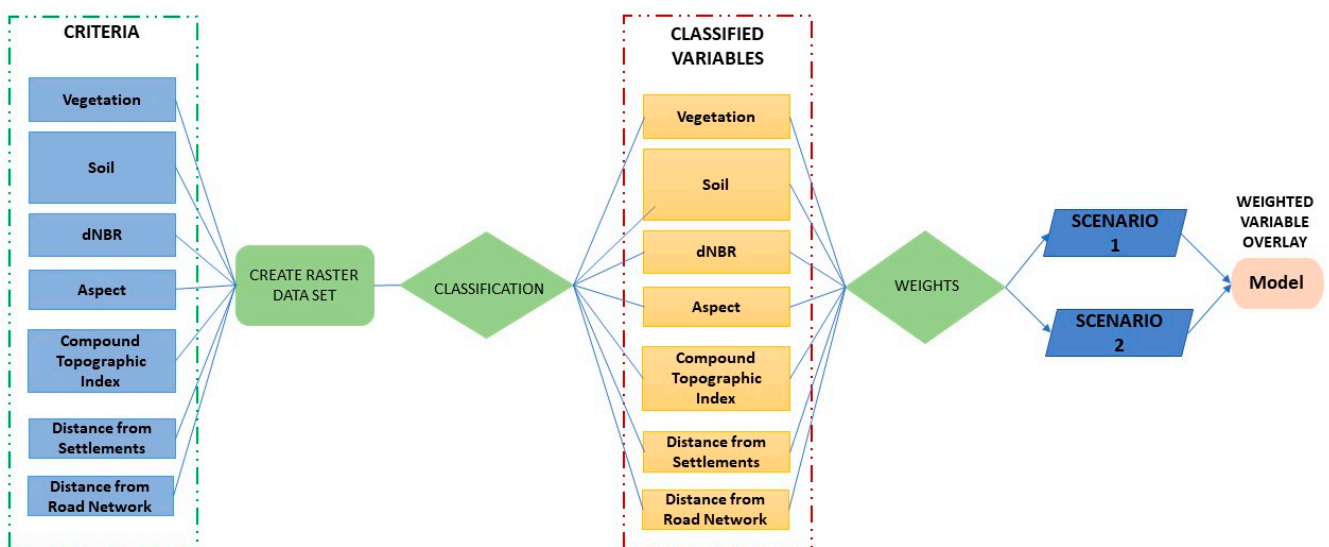 CRITERIA
Vegetation
Soil
dNBR
Aspect
Compound
Topographic
Index
Distance from
Settlements
Distance from
Road Network
CREATE RASTER
DATA SET
CLASSIFICATION
CLASSIFIED
VARIABLES
Vegetation
Soil
dNBR
Aspect
Compound
Topographic
Index
Distance from
Settlements
Distance from
Road Network
WEIGHTS
SCENARIO
1
SCENARIO
2
WEIGHTED
VARIABLE
OVERLAY
Model